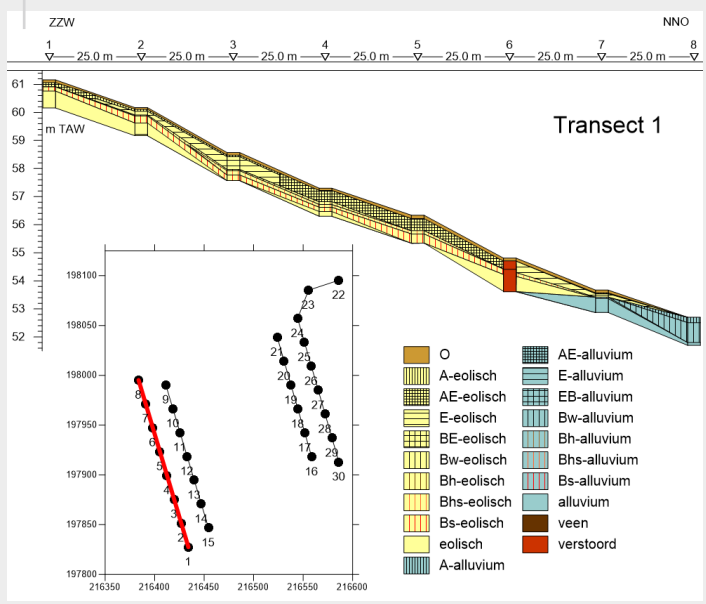 ZZW NNO
1 2 3 4 5 6 7 8
25.0 m 25.0 m 25.0 m 25.0 m 25.0 m 25.0 m 25.0 m
61
60
m TAW
59
58
57
56
55
54
53
52
Transect 1
198100
198050
198000
197950
197900
197850
197800
216350 216400 216450 216500 216550 216600
22
23
24
21
25
20
26
19
27
18
28
17
29
16
30
8
9
7
10
6
11
5
12
4
13
3
14
2
15
1
O
A-eolisch
AE-eolisch
E-eolisch
BE-eolisch
Bw-eolisch
Bh-eolisch
Bhs-eolisch
Bs-eolisch
eolisch
A-alluvium
AE-alluvium
E-alluvium
EB-alluvium
Bw-alluvium
Bh-alluvium
Bhs-alluvium
Bs-alluvium
alluvium
veen
verstoord